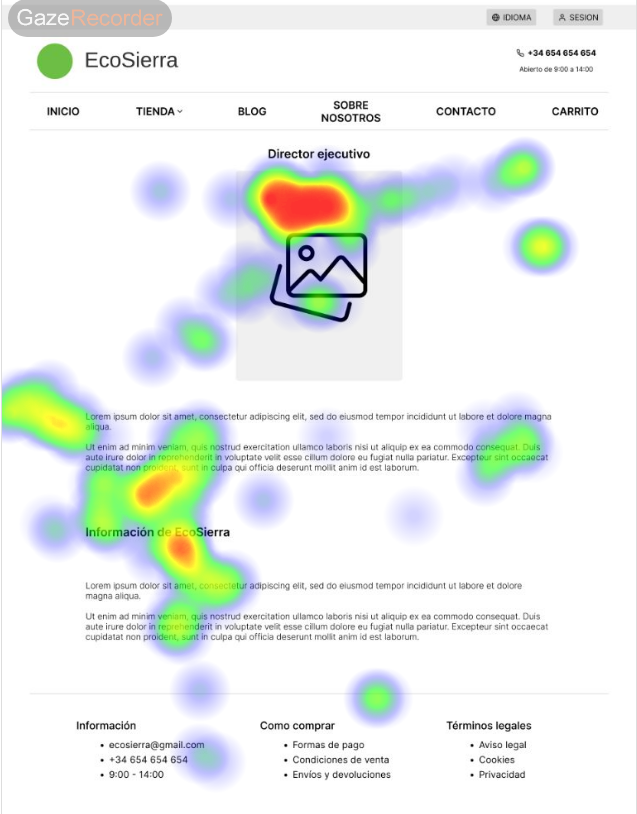 GazeRecorder
IDIOMA
SESION
EcoSierra
+34 654 654 654
Abierto de 9:00 a 14:00
INICIO
TIENDA
BLOG
SOBRE
NOSOTROS
CONTACTO
CARRITO
Director ejecutivo
Lorem ipsum dolor sit amet, consectetur adipiscing elit, sed do eiusmod tempor incididunt ut labore et dolore magna
aliqua.
Ut enim ad minim veniam, quis nostrud exercitation ullamco laboris nisi ut aliquip ex ea commodo consequat. Duis
aute irure dolor in reprehenderit in voluptate velit esse cillum dolore eu fugiat nulla pariatur. Excepteur sint occaecat
cupidatat non proident, sunt in culpa qui officia deserunt mollit anim id est laborum.
Información de EcoSierra
Lorem ipsum dolor sit amet, consectetur adipiscing elit, sed do eiusmod tempor incididunt ut labore et dolore
magna aliqua.
Ut enim ad minim veniam, quis nostrud exercitation ullamco laboris nisi ut aliquip ex ea commodo consequat. Duis
aute irure dolor in reprehenderit in voluptate velit esse cillum dolore eu fugiat nulla pariatur. Excepteur sint occaecat
cupidatat non proident, sunt in culpa qui officia deserunt mollit anim id est laborum.
Información
• ecosierra@gmail.com
• +34 654 654 654
• 9:00 - 14:00
Como comprar
• Formas de pago
• Condiciones de venta
• Envíos y devoluciones
Términos legales
• Aviso legal
• Cookies
• Privacidad